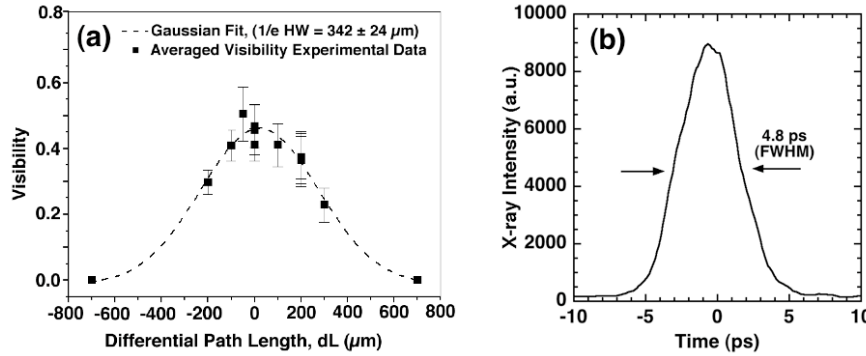 (a)
Gaussian Fit, (1/e HW = 342 ± 24 µm)
Averaged Visibility Experimental Data
0.8
0.6
0.4
0.2
0.0
Visibility
-800 -600 -400 -200 0 200 400 600 800
Differential Path Length, dL (µm)
(b)
10000
8000
6000
4000
2000
0
X-ray Intensity (a.u.)
4.8 ps
(FWHM)
-10 -5 0 5 10
Time (ps)